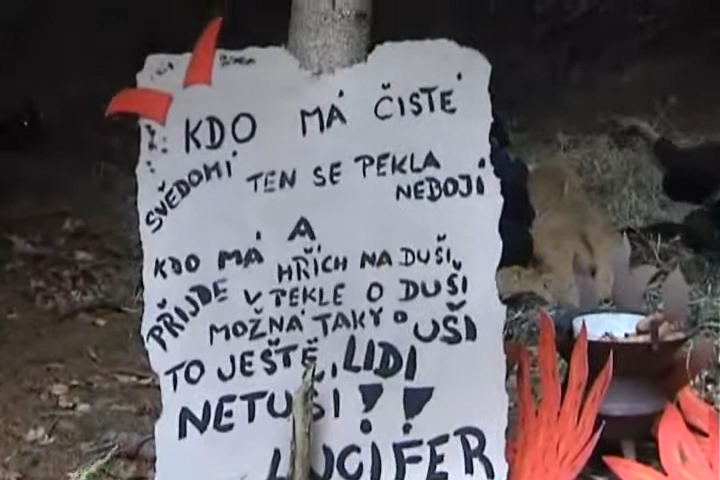 KDO MÁ ČISTÉ
SVĚDOMÍ TEN SE PEKLA
NEBOJÍ
A
KDO MÁ HŘÍCH NA DUŠI,
PŘIJDE V PEKLE O DUŠI
MOŽNÁ TAKY O UŠI
TO JEŠTĚ LIDI
NETUŠÍ!!
LUCIFER